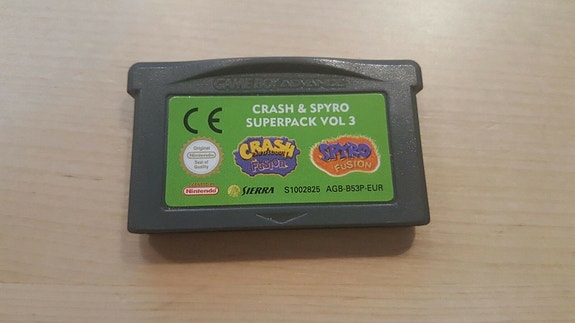 GAME BOY ADVANCE
CE
CRASH & SPYRO
SUPERPACK VOL 3
Original
Nintendo
Seal of
Quality
CRASH
BANDICOOT
FUSION
SPYRO
FUSION
Nintendo
SIERRA
S1002825
AGB-B53P-EUR